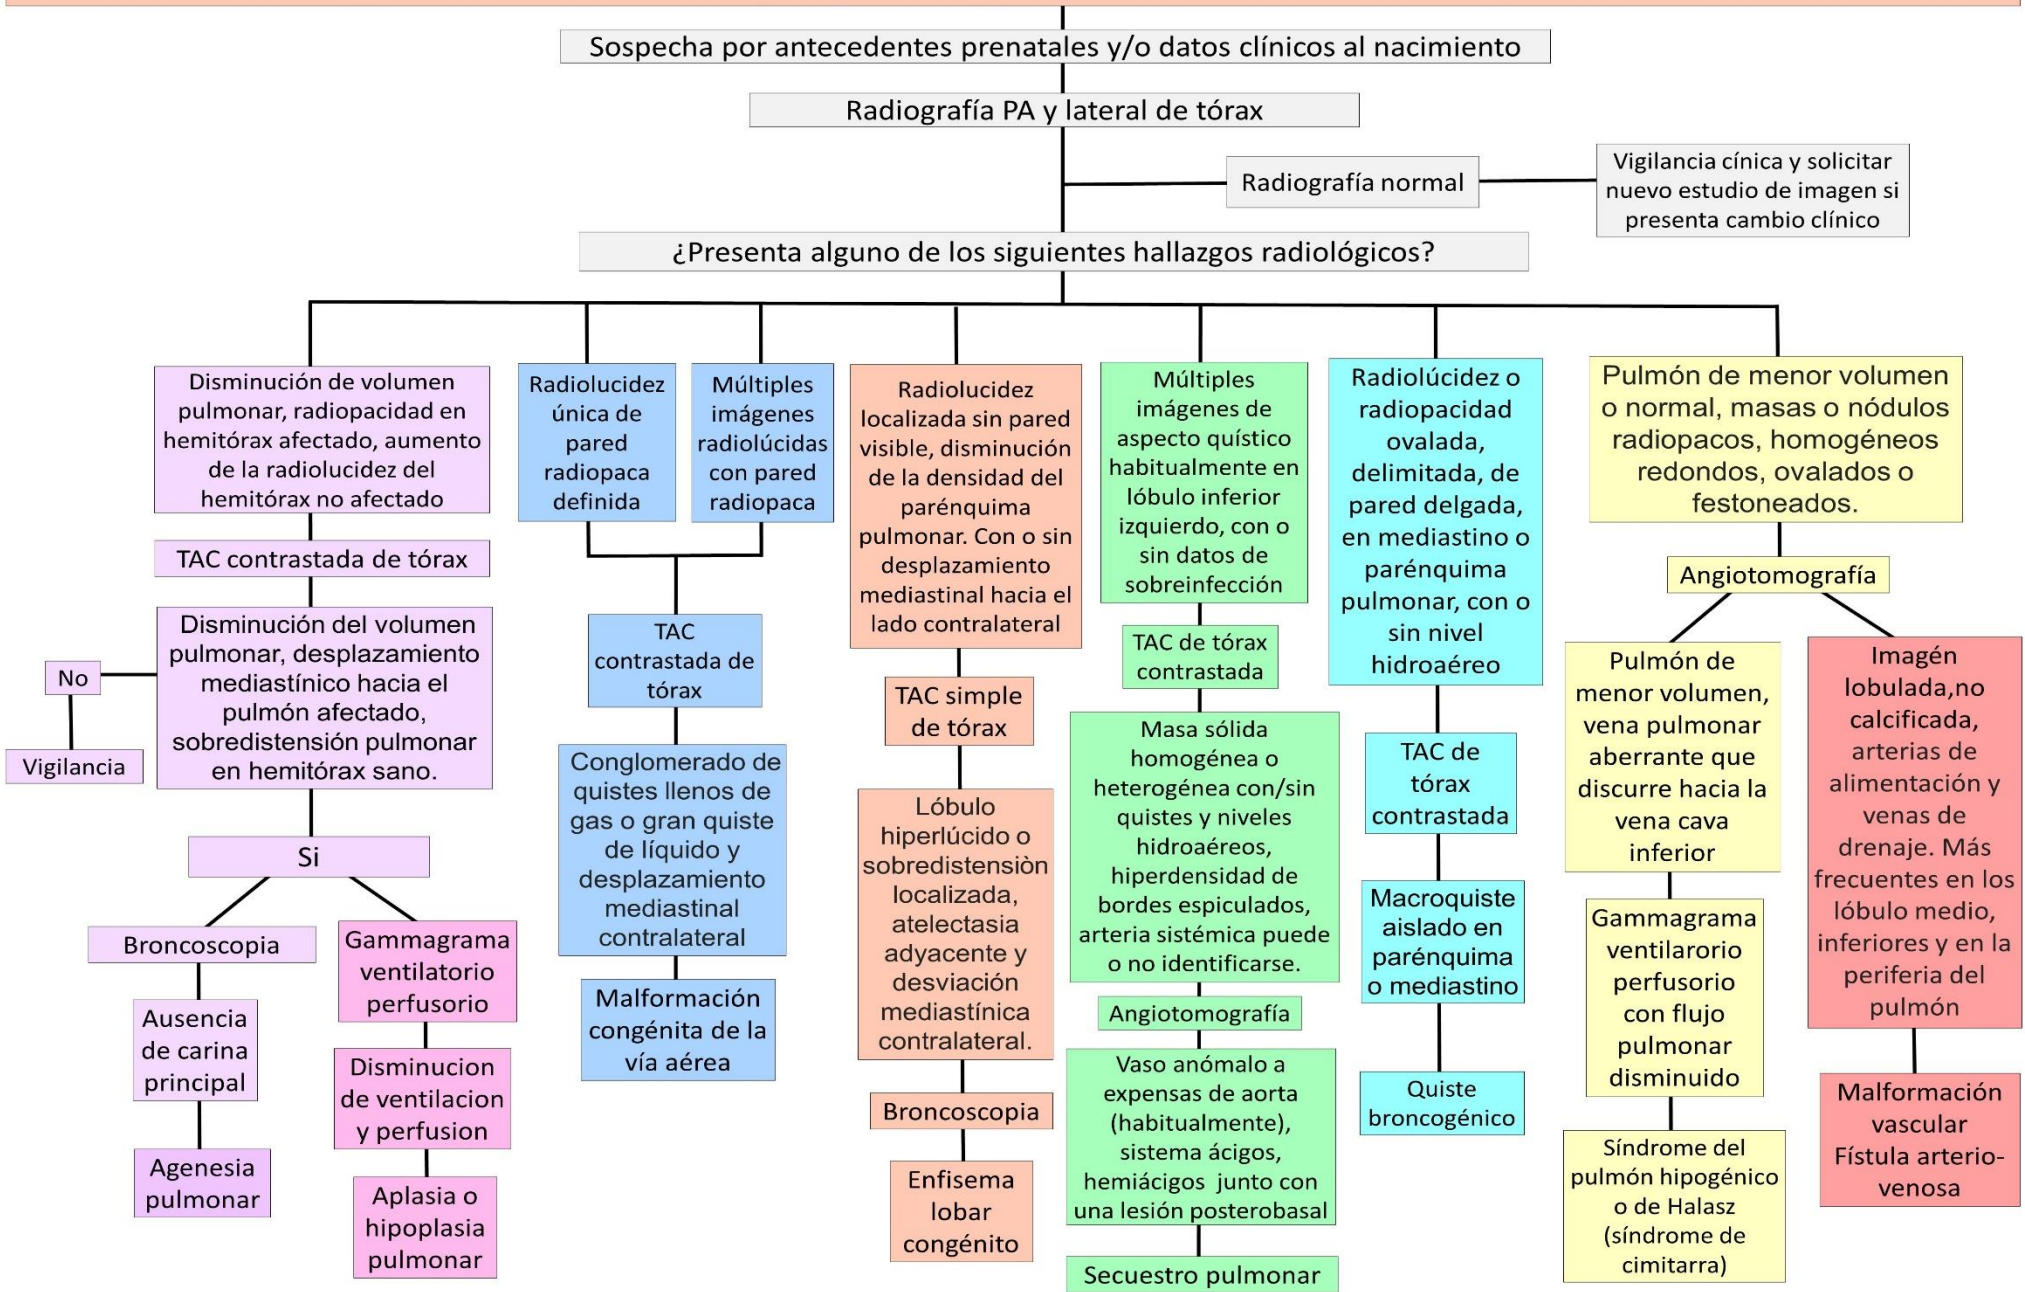 Sospecha por antecedentes prenatales y/o datos clínicos al nacimiento
Radiografía PA y lateral de tórax
Radiografía normal
Vigilancia cínica y solicitar
nuevo estudio de imagen si
presenta cambio clínico
¿Presenta alguno de los siguientes hallazgos radiológicos?
Disminución de volumen
pulmonar, radiopacidad en
hemitórax afectado, aumento
de la radiolucidez del
hemitórax no afectado
TAC contrastada de tórax
Disminución del volumen
pulmonar, desplazamiento
mediastínico hacia el
pulmón afectado,
sobredistensión pulmonar
en hemitórax sano.
No
Vigilancia
Si
Broncoscopia
Ausencia
de carina
principal
Agenesia
pulmonar
Gammagrama
ventilatorio
perfusorio
Disminucion
de ventilacion
y perfusion
Aplasia o
hipoplasia
pulmonar
Radiolucidez
única de
pared
radiopaca
definida
Múltiples
imágenes
radiolúcidas
con pared
radiopaca
TAC
contrastada de
tórax
Conglomerado de
quistes llenos de
gas o gran quiste
de líquido y
desplazamiento
mediastinal
contralateral
Malformación
congénita de la
vía aérea
Radiolucidez
localizada sin pared
visible, disminución
de la densidad del
parénquima
pulmonar. Con o sin
desplazamiento
mediastinal hacia el
lado contralateral
TAC simple
de tórax
Lóbulo
hiperlúcido o
sobredistensiòn
localizada,
atelectasia
adyacente y
desviación
mediastínica
contralateral.
Broncoscopia
Enfisema
lobar
congénito
Múltiples
imágenes de
aspecto quístico
habitualmente en
lóbulo inferior
izquierdo, con o
sin datos de
sobreinfección
TAC de tórax
contrastada
Masa sólida
homogénea o
heterogénea con/sin
quistes y niveles
hidroaéreos,
hiperdensidad de
bordes espiculados,
arteria sistémica puede
o no identificarse.
Angiotomografía
Vaso anómalo a
expensas de aorta
(habitualmente),
sistema ácigos,
hemiácigos junto con
una lesión posterobasal
Secuestro pulmonar
Radiolúcidez o
radiopacidad
ovalada,
delimitada, de
pared delgada,
en mediastino o
parénquima
pulmonar, con o
sin nivel
hidroaéreo
TAC de
tórax
contrastada
Macroquiste
aislado en
parénquima
o mediastino
Quiste
broncogénico
Pulmón de menor volumen
o normal, masas o nódulos
radiopacos, homogéneos
redondos, ovalados o
festoneados.
Angiotomografía
Pulmón de
menor volumen,
vena pulmonar
aberrante que
discurre hacia la
vena cava
inferior
Gammagrama
ventilarorio
perfusorio
con flujo
pulmonar
disminuido
Síndrome del
pulmón hipogénico
o de Halasz
(síndrome de
cimitarra)
Imagén
lobulada,no
calcificada,
arterias de
alimentación y
venas de
drenaje. Más
frecuentes en los
lóbulo medio,
inferiores y en la
periferia del
pulmón
Malformación
vascular
Fístula arterio-
venosa